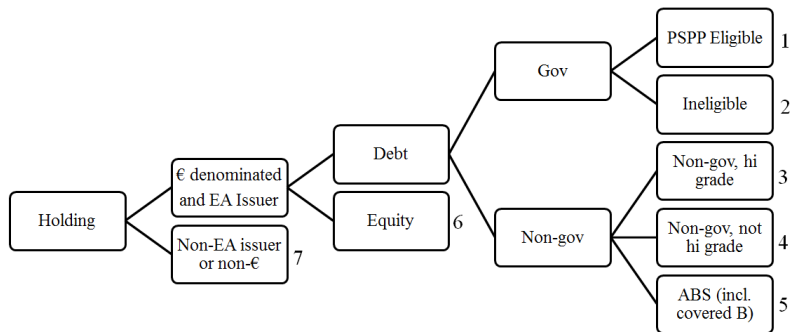 Holding
€ denominated
and EA Issuer
Non-EA issuer
or non-€
7
Debt
Equity
6
Gov
Non-gov
PSPP Eligible
1
Ineligible
2
Non-gov, hi
grade
3
Non-gov, not
hi grade
4
ABS (incl.
covered B)
5